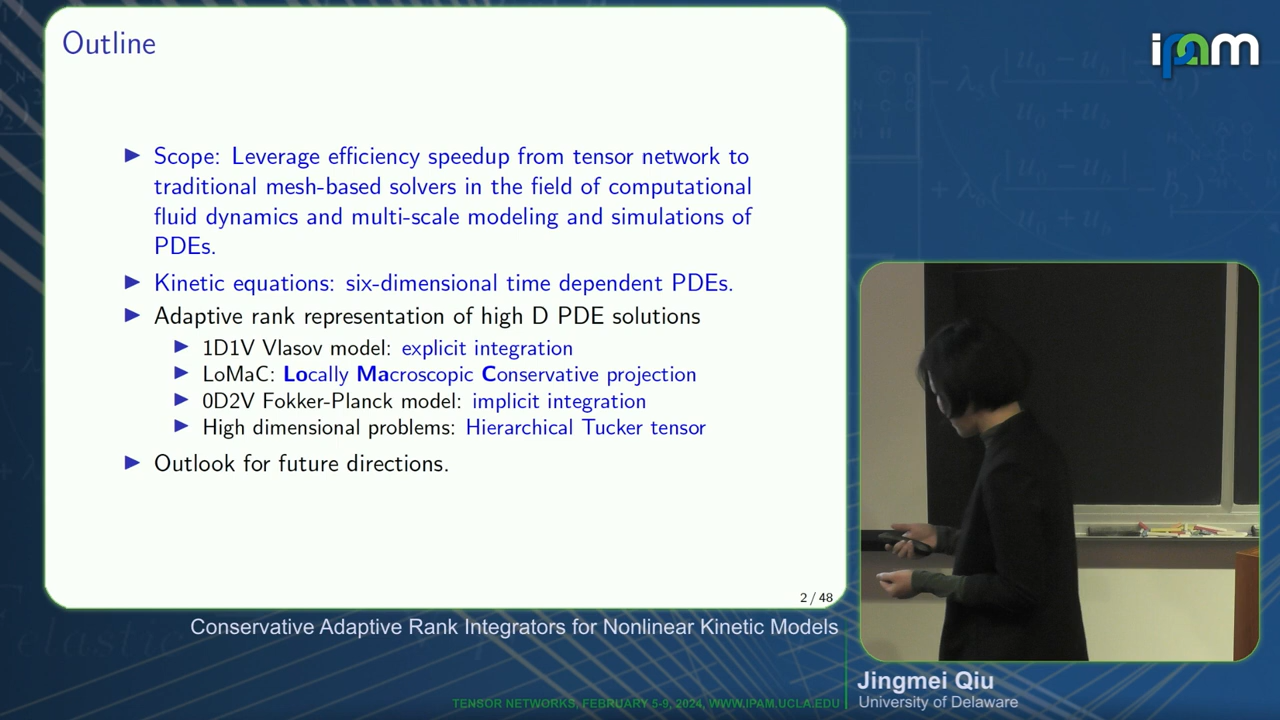 Outline
ipam
▶ Scope: Leverage efficiency speedup from tensor network to
traditional mesh-based solvers in the field of computational
fluid dynamics and multi-scale modeling and simulations of
PDEs.
▶ Kinetic equations: six-dimensional time dependent PDEs.
▶ Adaptive rank representation of high D PDE solutions
▶ 1D1V Vlasov model: explicit integration
▶ LoMaC: Locally Macroscopic Conservative projection
▶ 0D2V Fokker-Planck model: implicit integration
▶ High dimensional problems: Hierarchical Tucker tensor
▶ Outlook for future directions.
2 / 48
Conservative Adaptive Rank Integrators for Nonlinear Kinetic Models
Jingmei Qiu
University of Delaware
TENSOR NETWORKS, FEBRUARY 5-9, 2024, WWW.IPAM.UCLA.EDU